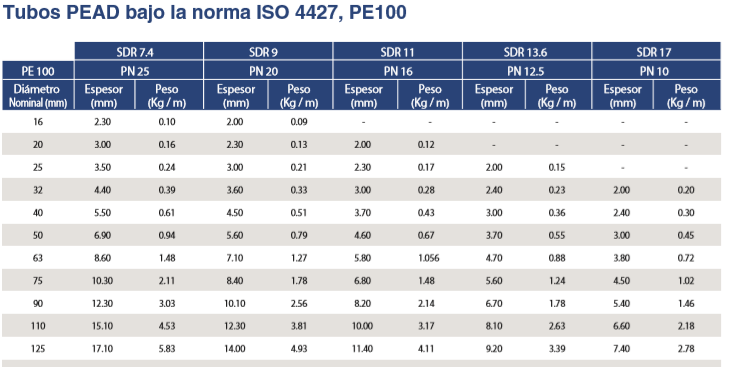 Tubos PEAD bajo la norma ISO 4427, PE100
SDR 7.4 SDR 9 SDR 11 SDR 13.6 SDR 17
PE 100 PN 25 PN 20 PN 16 PN 12.5 PN 10
Diámetro Espesor Peso Espesor Peso Espesor Peso Espesor Peso Espesor Peso
Nominal (mm) (mm) (Kg / m) (mm) (Kg / m) (mm) (Kg / m) (mm) (Kg / m) (mm) (Kg / m)
16 2.30 0.10 2.00 0.09 - - - - - -
20 3.00 0.16 2.30 0.13 2.00 0.12 - - - -
25 3.50 0.24 3.00 0.21 2.30 0.17 2.00 0.15 - -
32 4.40 0.39 3.60 0.33 3.00 0.28 2.40 0.23 2.00 0.20
40 5.50 0.61 4.50 0.51 3.70 0.43 3.00 0.36 2.40 0.30
50 6.90 0.94 5.60 0.79 4.60 0.67 3.70 0.55 3.00 0.45
63 8.60 1.48 7.10 1.27 5.80 1.056 4.70 0.88 3.80 0.72
75 10.30 2.11 8.40 1.78 6.80 1.48 5.60 1.24 4.50 1.02
90 12.30 3.03 10.10 2.56 8.20 2.14 6.70 1.78 5.40 1.46
110 15.10 4.53 12.30 3.81 10.00 3.17 8.10 2.63 6.60 2.18
125 17.10 5.83 14.00 4.93 11.40 4.11 9.20 3.39 7.40 2.78